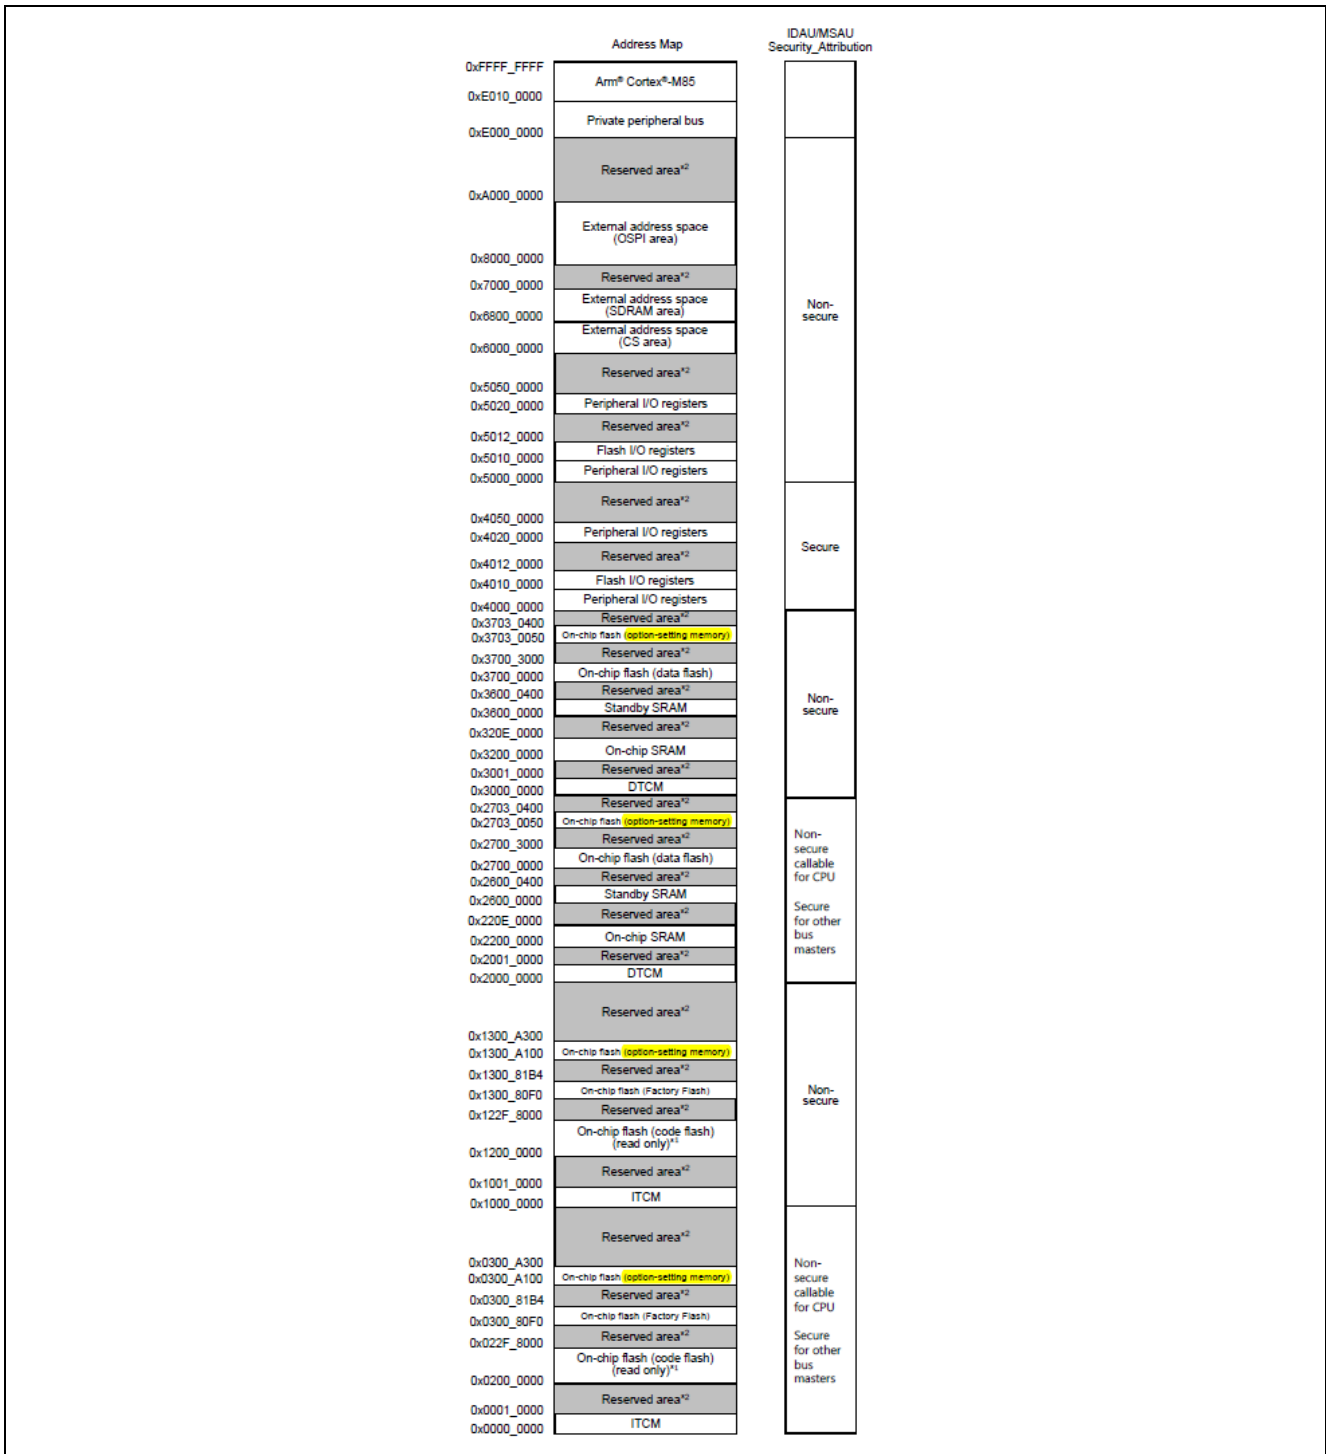 Address Map
IDAU/MSAU
Security_Attribution
0xFFFF_FFFF
Arm® Cortex®-M85
0xE010_0000
Private peripheral bus
0xE000_0000
Reserved area*2
0xA000_0000
External address space
(OSPI area)
0x8000_0000
Reserved area*2
0x7000_0000
External address space
(SDRAM area)
0x6800_0000
External address space
(CS area)
0x6000_0000
Reserved area*2
0x5050_0000
Peripheral I/O registers
0x5020_0000
Reserved area*2
0x5012_0000
Flash I/O registers
0x5010_0000
Peripheral I/O registers
0x5000_0000
Non-
secure
Reserved area*2
0x4050_0000
Peripheral I/O registers
0x4020_0000
Reserved area*2
0x4012_0000
Flash I/O registers
0x4010_0000
Peripheral I/O registers
0x4000_0000
Secure
Reserved area*2
0x3703_0400
On-chip flash (option-setting memory)
0x3703_0050
Reserved area*2
0x3700_3000
On-chip flash (data flash)
0x3700_0000
Reserved area*2
0x3600_0400
Standby SRAM
0x3600_0000
Reserved area*2
0x320E_0000
On-chip SRAM
0x3200_0000
Reserved area*2
0x3001_0000
DTCM
0x3000_0000
Non-
secure
Reserved area*2
0x2703_0400
On-chip flash (option-setting memory)
0x2703_0050
Reserved area*2
0x2700_3000
On-chip flash (data flash)
0x2700_0000
Reserved area*2
0x2600_0400
Standby SRAM
0x2600_0000
Reserved area*2
0x220E_0000
On-chip SRAM
0x2200_0000
Reserved area*2
0x2001_0000
DTCM
0x2000_0000
Non-
secure
callable
for CPU
Secure
for other
bus
masters
Reserved area*2
0x1300_A300
On-chip flash (option-setting memory)
0x1300_A100
Reserved area*2
0x1300_81B4
On-chip flash (Factory Flash)
0x1300_80F0
Reserved area*2
0x122F_8000
On-chip flash (code flash)
(read only)*1
0x1200_0000
Reserved area*2
0x1001_0000
ITCM
0x1000_0000
Non-
secure
Reserved area*2
0x0300_A300
On-chip flash (option-setting memory)
0x0300_A100
Reserved area*2
0x0300_81B4
On-chip flash (Factory Flash)
0x0300_80F0
Reserved area*2
0x022F_8000
On-chip flash (code flash)
(read only)*1
0x0200_0000
Reserved area*2
0x0001_0000
ITCM
0x0000_0000
Non-
secure
callable
for CPU
Secure
for other
bus
masters